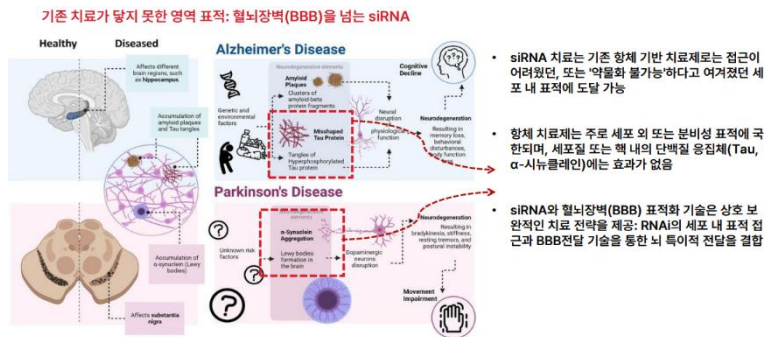 기존 치료가 닿지 못한 영역 표적: 혈뇌장벽(BBB)을 넘는 siRNA
Healthy
Diseased
Affects different
brain regions, such
as hippocampus.
Accumulation of
amyloid plaques
and Tau tangles
Accumulation of
α-synuclein (Lewy
bodies)
Affects substantia
nigra
Alzheimer's Disease
Neurodegenerative elements
Amyloid
Plaques
Clusters of
amyloid-beta
protein fragments
Genetic and
environmental
factors
Misshaped
Tau Protein
Tangles of
Hyperphosphorylated
Tau protein
Neural
disruption
physiological
function
Cognitive
Decline
Neurodegeneration
Resulting in
memory loss,
behavioral
disturbances,
function
Parkinson's Disease
elements
α-Synuclein
Aggregation
Unknown risk
factors
Lewy bodies
formation in
the brain
Dopaminergic
neurons
disruption
Neurodegeneration
Resulting in
bradykinesia, stiffness,
resting tremors, and
postural instability
Movement
Impairment
• siRNA 치료는 기존 항체 기반 치료제로는 접근이
어려웠던, 또는 '약물화 불가능'하다고 여겨졌던 세포
내 표적에 도달 가능
• 항체 치료제는 주로 세포 외 또는 분비성 표적에 국
한되며, 세포질 또는 핵 내의 단백질 응집체(Tau,
α-시뉴클레인)에는 효과가 없음
• siRNA와 혈뇌장벽(BBB) 표적화 기술은 상호 보
완적인 치료 전략을 제공: RNAi의 세포 내 표적 접
근과 BBB전달 기술을 통한 뇌 특이적 전달을 결합